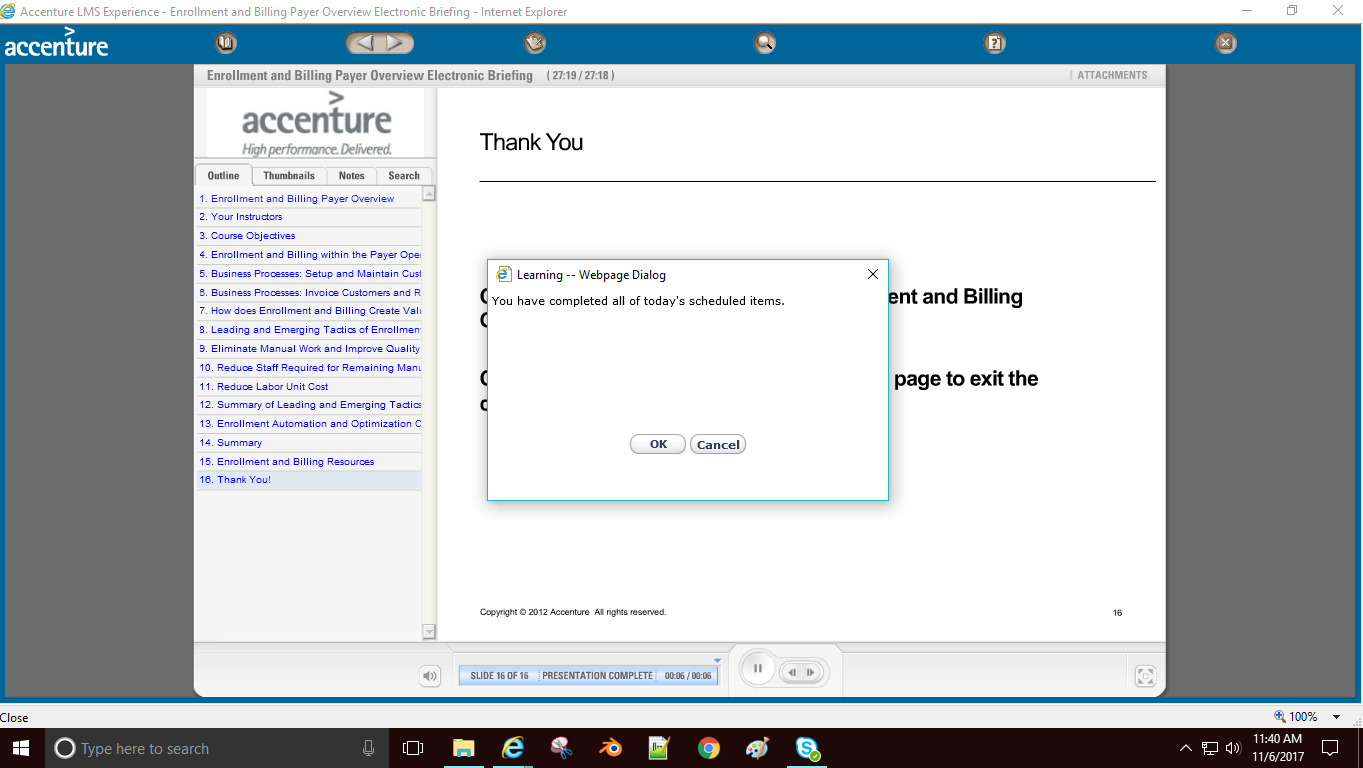 Accenture LMS Experience - Enrollment and Billing Payer Overview Electronic Briefing - Internet Explorer
accenture
Enrollment and Billing Payer Overview Electronic Briefing ( 27:19 / 27:18 )
| ATTACHMENTS
accenture
High performance. Delivered.
Outline Thumbnails Notes Search
1. Enrollment and Billing Payer Overview
2. Your Instructors
3. Course Objectives
4. Enrollment and Billing within the Payer Ope
5. Business Processes: Setup and Maintain Cust
6. Business Processes: Invoice Customers and R
7. How does Enrollment and Billing Create Val
8. Leading and Emerging Tactics of Enrollmen
9. Eliminate Manual Work and Improve Quality
10. Reduce Staff Required for Remaining Manu
11. Reduce Labor Unit Cost
12. Summary of Leading and Emerging Tactics
13. Enrollment Automation and Optimization C
14. Summary
15. Enrollment and Billing Resources
16. Thank You!
Thank You
ent and Billing
page to exit the
Learning -- Webpage Dialog
You have completed all of today's scheduled items.
OK Cancel
Copyright © 2012 Accenture All rights reserved.
16
SLIDE 16 OF 16 PRESENTATION COMPLETE 00:06 / 00:06
Close
100%
Type here to search
11:40 AM
11/6/2017